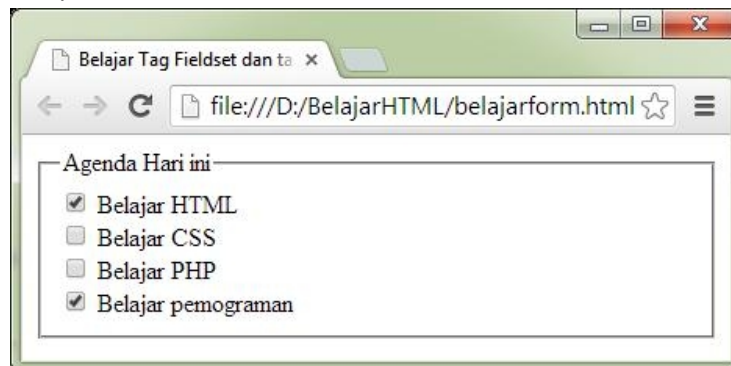 Belajar Tag Fieldset dan ta
file:///D:/BelajarHTML/belajarform.html
Agenda Hari ini
Belajar HTML
Belajar CSS
Belajar PHP
Belajar pemograman